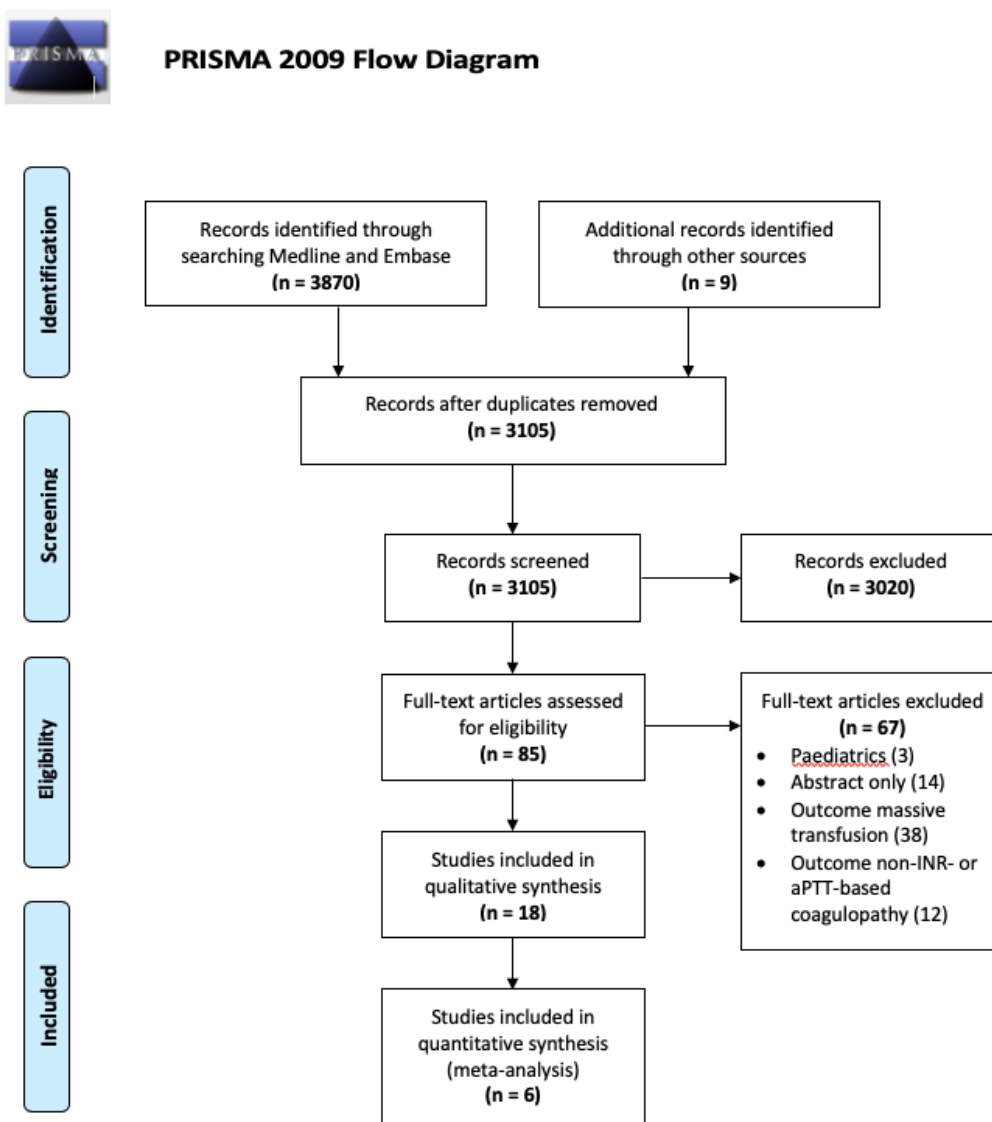 PRISMA
PRISMA 2009 Flow Diagram
Identification
Records identified through
searching Medline and Embase
(n = 3870)
Additional records identified
through other sources
(n = 9)
Records after duplicates removed
(n = 3105)
Screening
Records screened
(n = 3105)
Records excluded
(n = 3020)
Eligibility
Full-text articles assessed
for eligibility
(n = 85)
Full-text articles excluded
(n = 67)
• Paediatrics (3)
• Abstract only (14)
• Outcome massive
transfusion (38)
• Outcome non-INR- or
aPTT-based
coagulopathy (12)
Studies included in
qualitative synthesis
(n = 18)
Included
Studies included in
quantitative synthesis
(meta-analysis)
(n = 6)